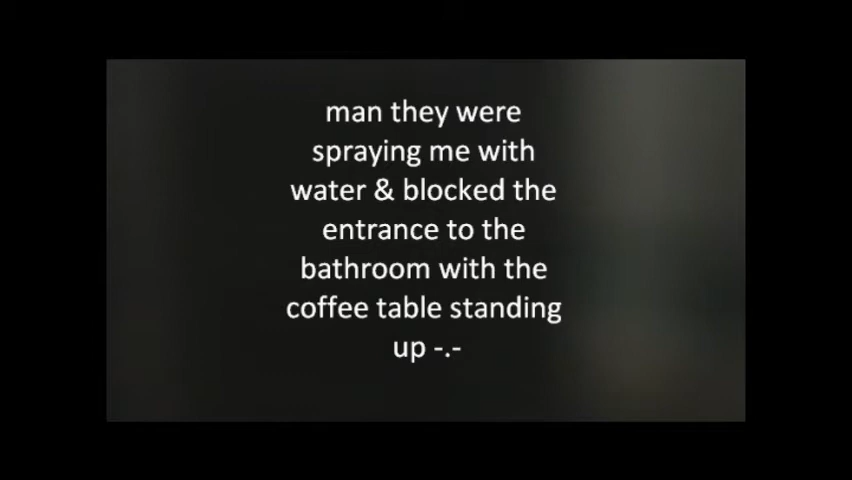 man they were
spraying me with
water & blocked the
entrance to the
bathroom with the
coffee table standing
up -.-